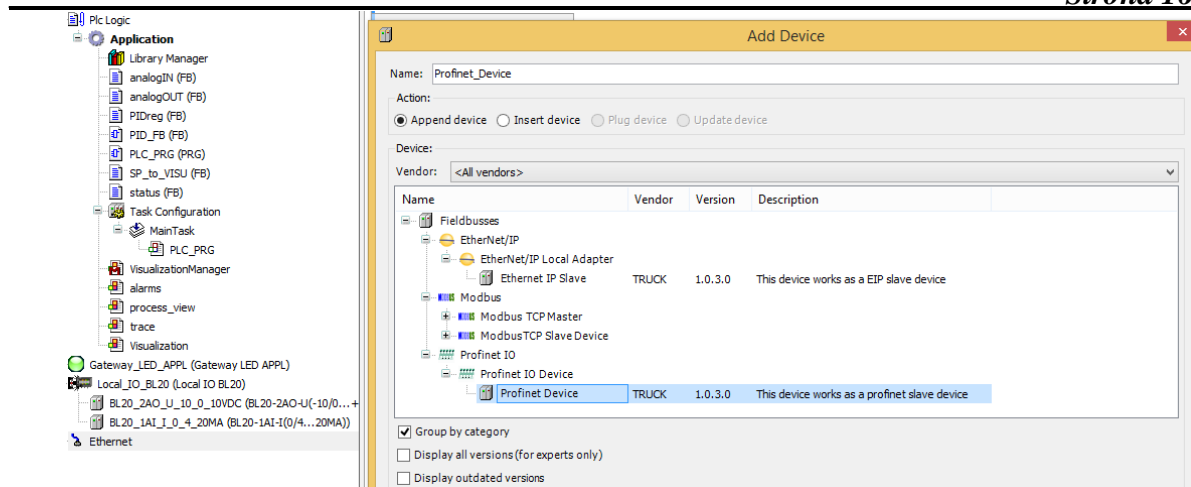 Plc Logic
Application
Library Manager
analogIN (FB)
analogOUT (FB)
PIDreg (FB)
PID_FB (FB)
PLC_PRG (PRG)
SP_to_VISU (FB)
status (FB)
Task Configuration
MainTask
PLC_PRG
VisualizationManager
alarms
process_view
trace
Visualization
Gateway_LED_APPL (Gateway LED APPL)
Local_IO_BL20 (Local IO BL20)
BL20_2AO_U_10_0_10VDC (BL20-2AO-U(-10/0...+
BL20_1AI_I_0_4_20MA (BL20-1AI-I(0/4...20MA))
Ethernet
Add Device
Name: Profinet_Device
Action:
Append device Insert device Plug device Update device
Device:
Vendor: <All vendors>
Name Vendor Version Description
Fieldbusses
EtherNet/IP
EtherNet/IP Local Adapter
Ethernet IP Slave TRUCK 1.0.3.0 This device works as a EIP slave device
Modbus
Modbus TCP Master
ModbusTCP Slave Device
Profinet IO
Profinet IO Device
Profinet Device TRUCK 1.0.3.0 This device works as a profinet slave device
Group by category
Display all versions (for experts only)
Display outdated versions